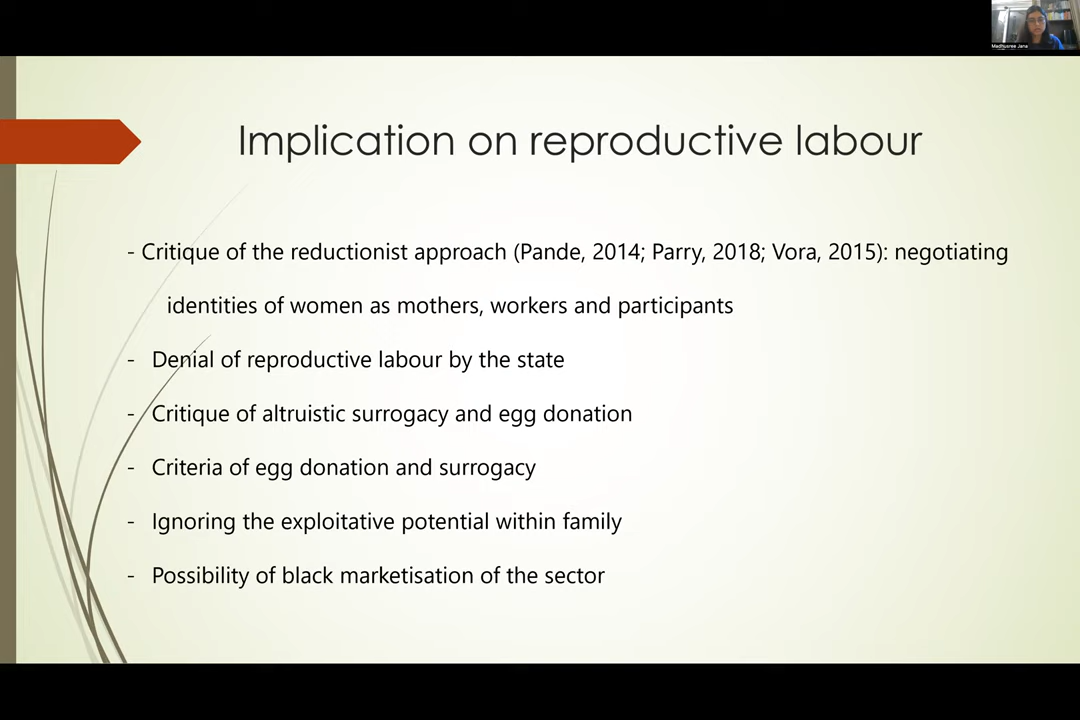 Madhusree Jana
Implication on reproductive labour
- Critique of the reductionist approach (Pande, 2014; Parry, 2018; Vora, 2015): negotiating
identities of women as mothers, workers and participants
- Denial of reproductive labour by the state
- Critique of altruistic surrogacy and egg donation
- Criteria of egg donation and surrogacy
- Ignoring the exploitative potential within family
- Possibility of black marketisation of the sector